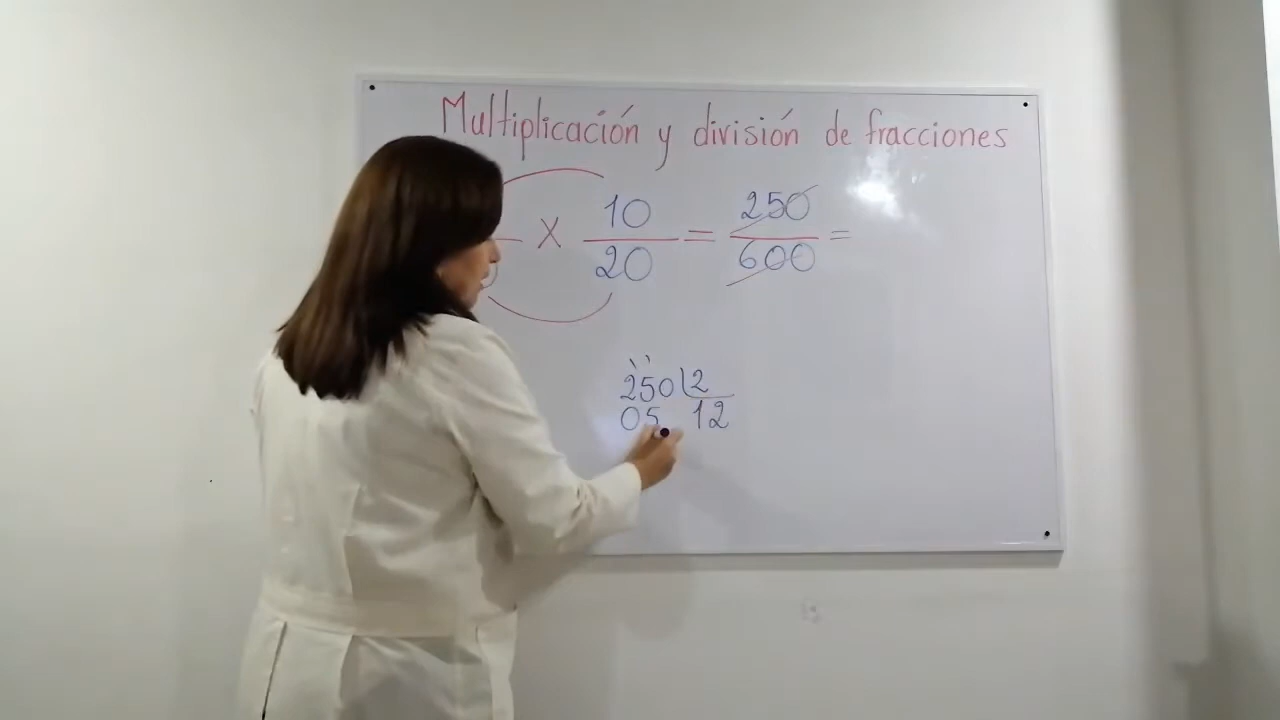 Multiplicación y división de fracciones
X 10/20 = 250/600 =
250 2
05 12